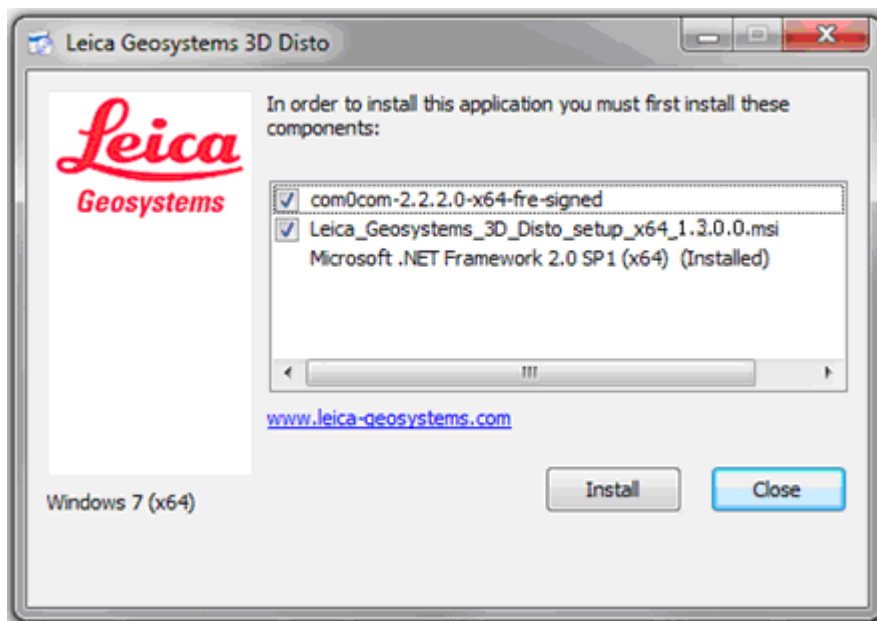 Leica Geosystems 3D Disto
Leica
Geosystems
In order to install this application you must first install these
components:
com0com-2.2.2.0-x64-fre-signed
Leica_Geosystems_3D_Disto_setup_x64_1.3.0.0.msi
Microsoft .NET Framework 2.0 SP1 (x64) (Installed)
www.leica-geosystems.com
Windows 7 (x64)
Install
Close